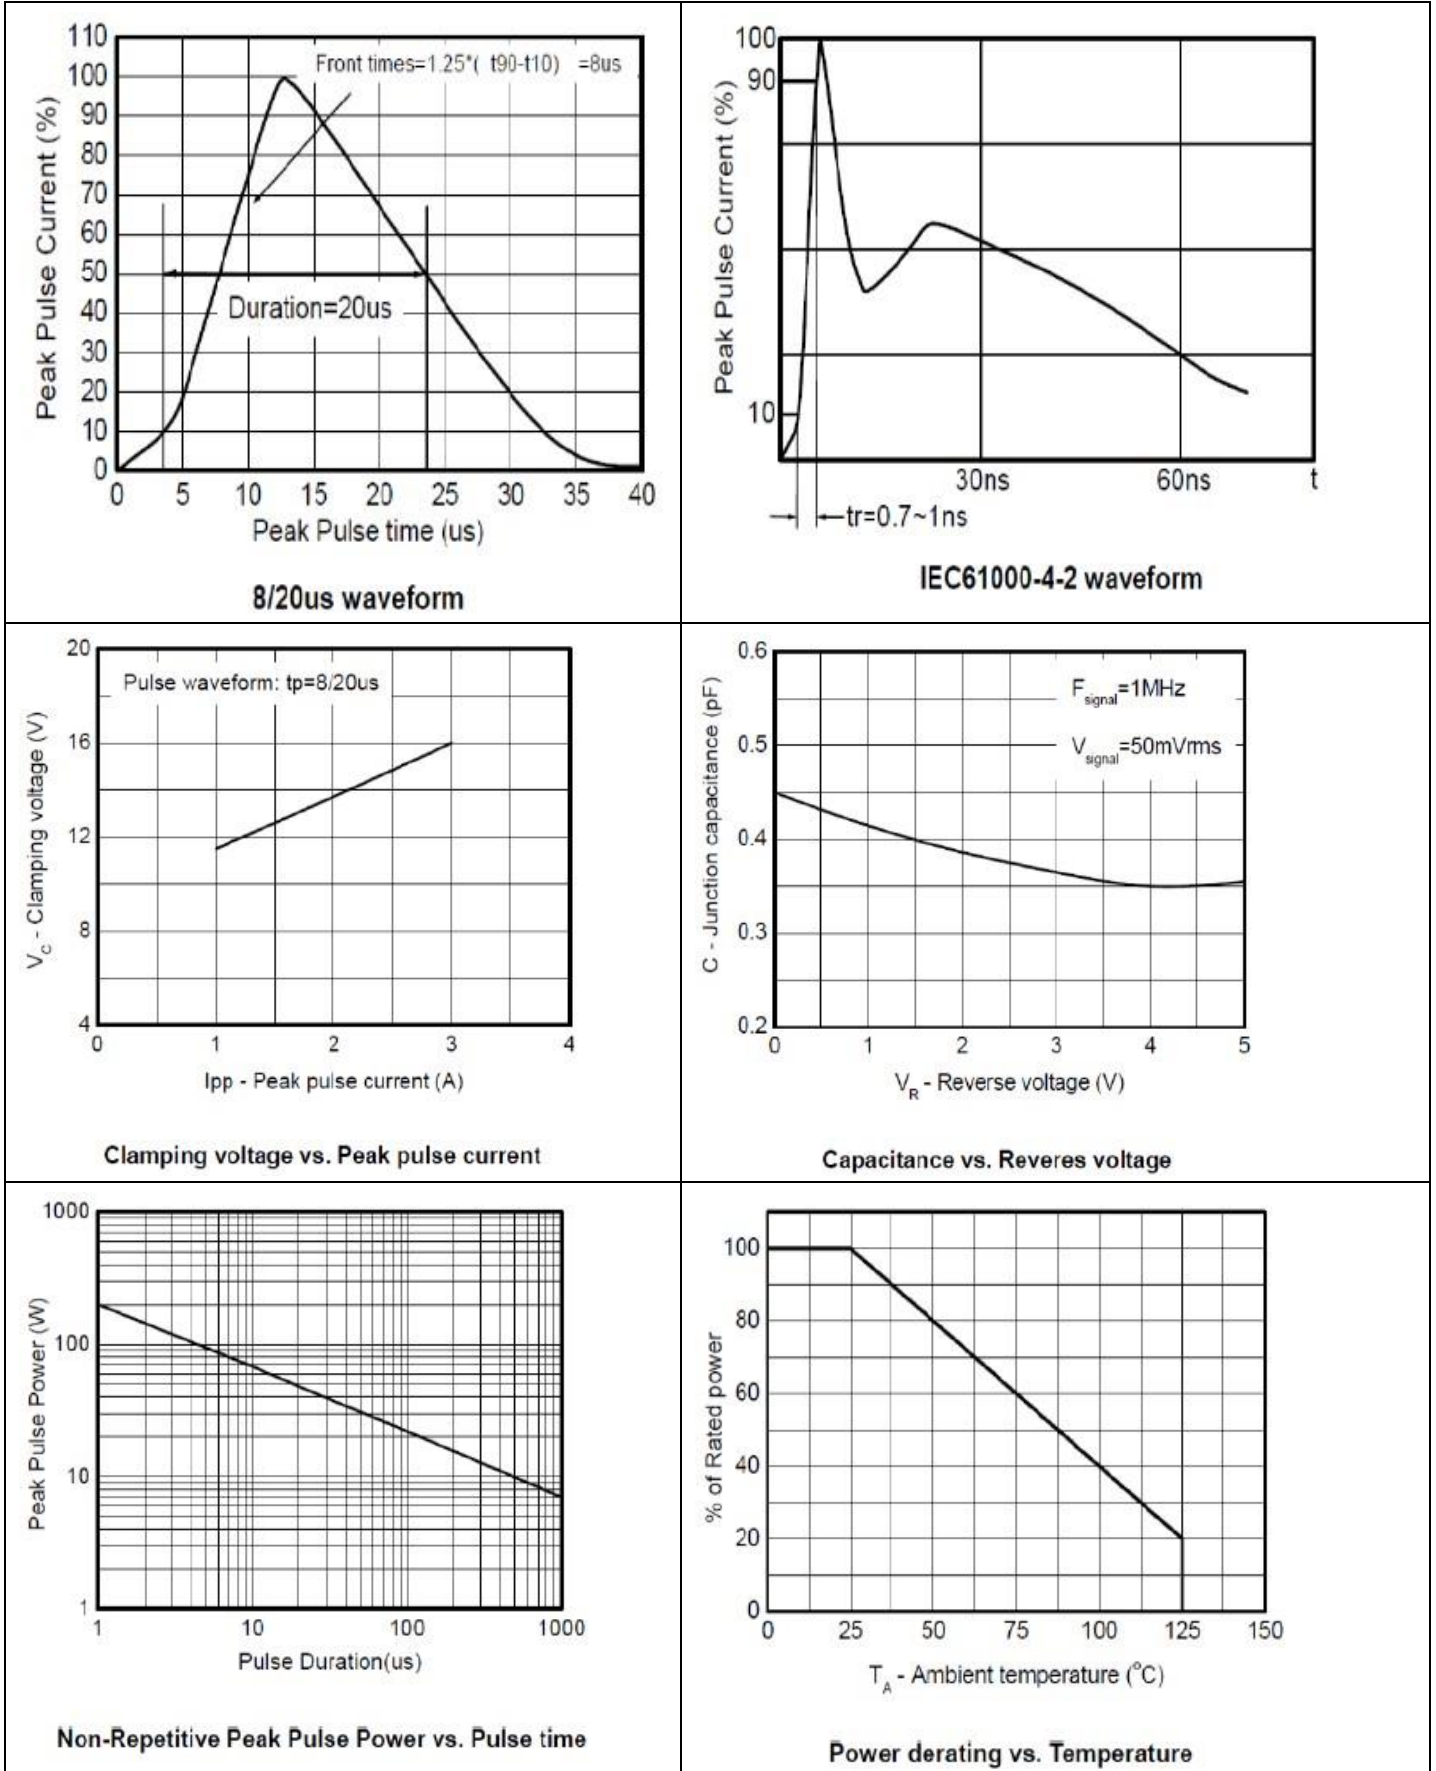 110
100
90
80
70
60
50
40
30
20
10
0
Peak Pulse Current (%)
Front times=1.25*( t90-t10) =8us
Duration=20us
0 5 10 15 20 25 30 35 40
Peak Pulse time (us)
8/20us waveform
100
90
10
Peak Pulse Current (%)
30ns 60ns t
tr=0.7~1ns
IEC61000-4-2 waveform
20
16
12
8
4
VC - Clamping voltage (V)
Pulse waveform: tp=8/20us
0 1 2 3 4
Ipp - Peak pulse current (A)
Clamping voltage vs. Peak pulse current
0.6
0.5
0.4
0.3
0.2
C - Junction capacitance (pF)
Fsignal=1MHz
Vsignal=50mVrms
0 1 2 3 4 5
VR - Reverse voltage (V)
Capacitance vs. Reveres voltage
1000
100
10
1
Peak Pulse Power (W)
1 10 100 1000
Pulse Duration(us)
Non-Repetitive Peak Pulse Power vs. Pulse time
100
80
60
40
20
0
% of Rated power
0 25 50 75 100 125 150
TA - Ambient temperature (°C)
Power derating vs. Temperature